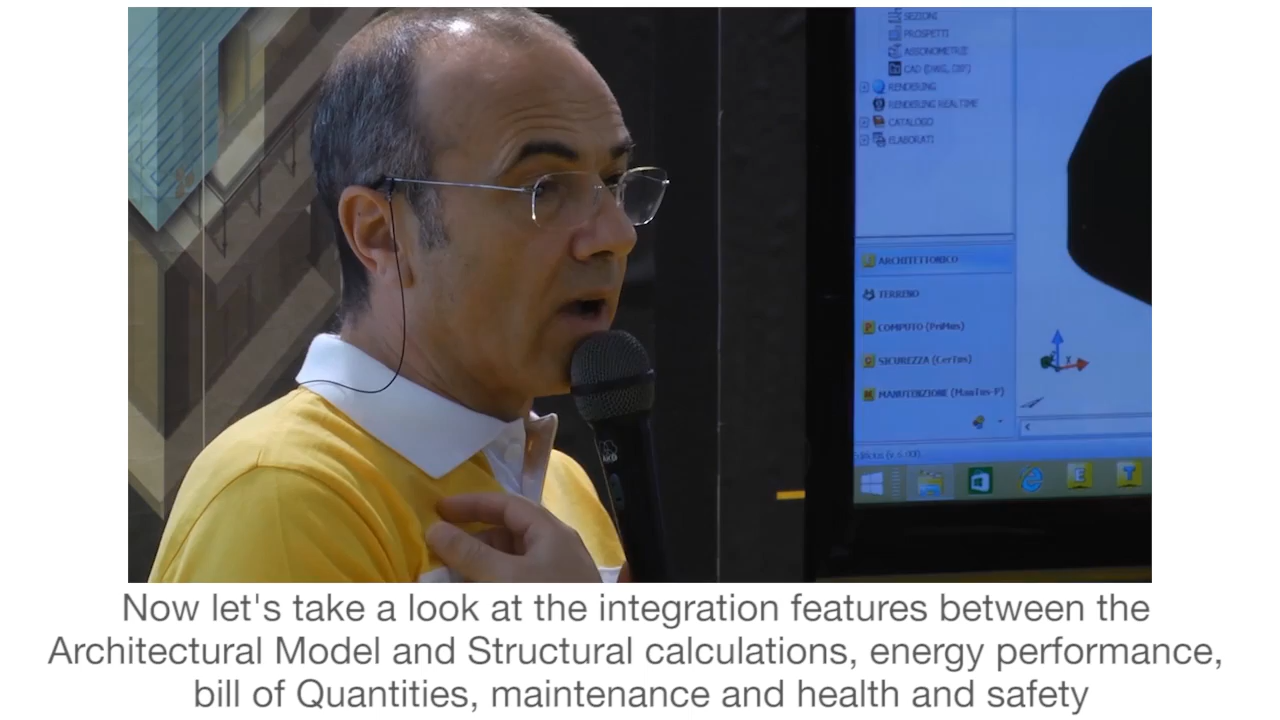 SEZIONI
PROSPETTI
ASSONOMETRIE
CAD (DWG, DXF)
RENDERING
RENDERING REALTIME
CATALOGO
ELABORATI
ARCHITETTONICO
TERRENO
COMPUTO (PriMus)
SICUREZZA (CerTus)
MANUTENZIONE (ManTus-P)
X
E
T
Now let's take a look at the integration features between the
Architectural Model and Structural calculations, energy performance,
bill of Quantities, maintenance and health and safety